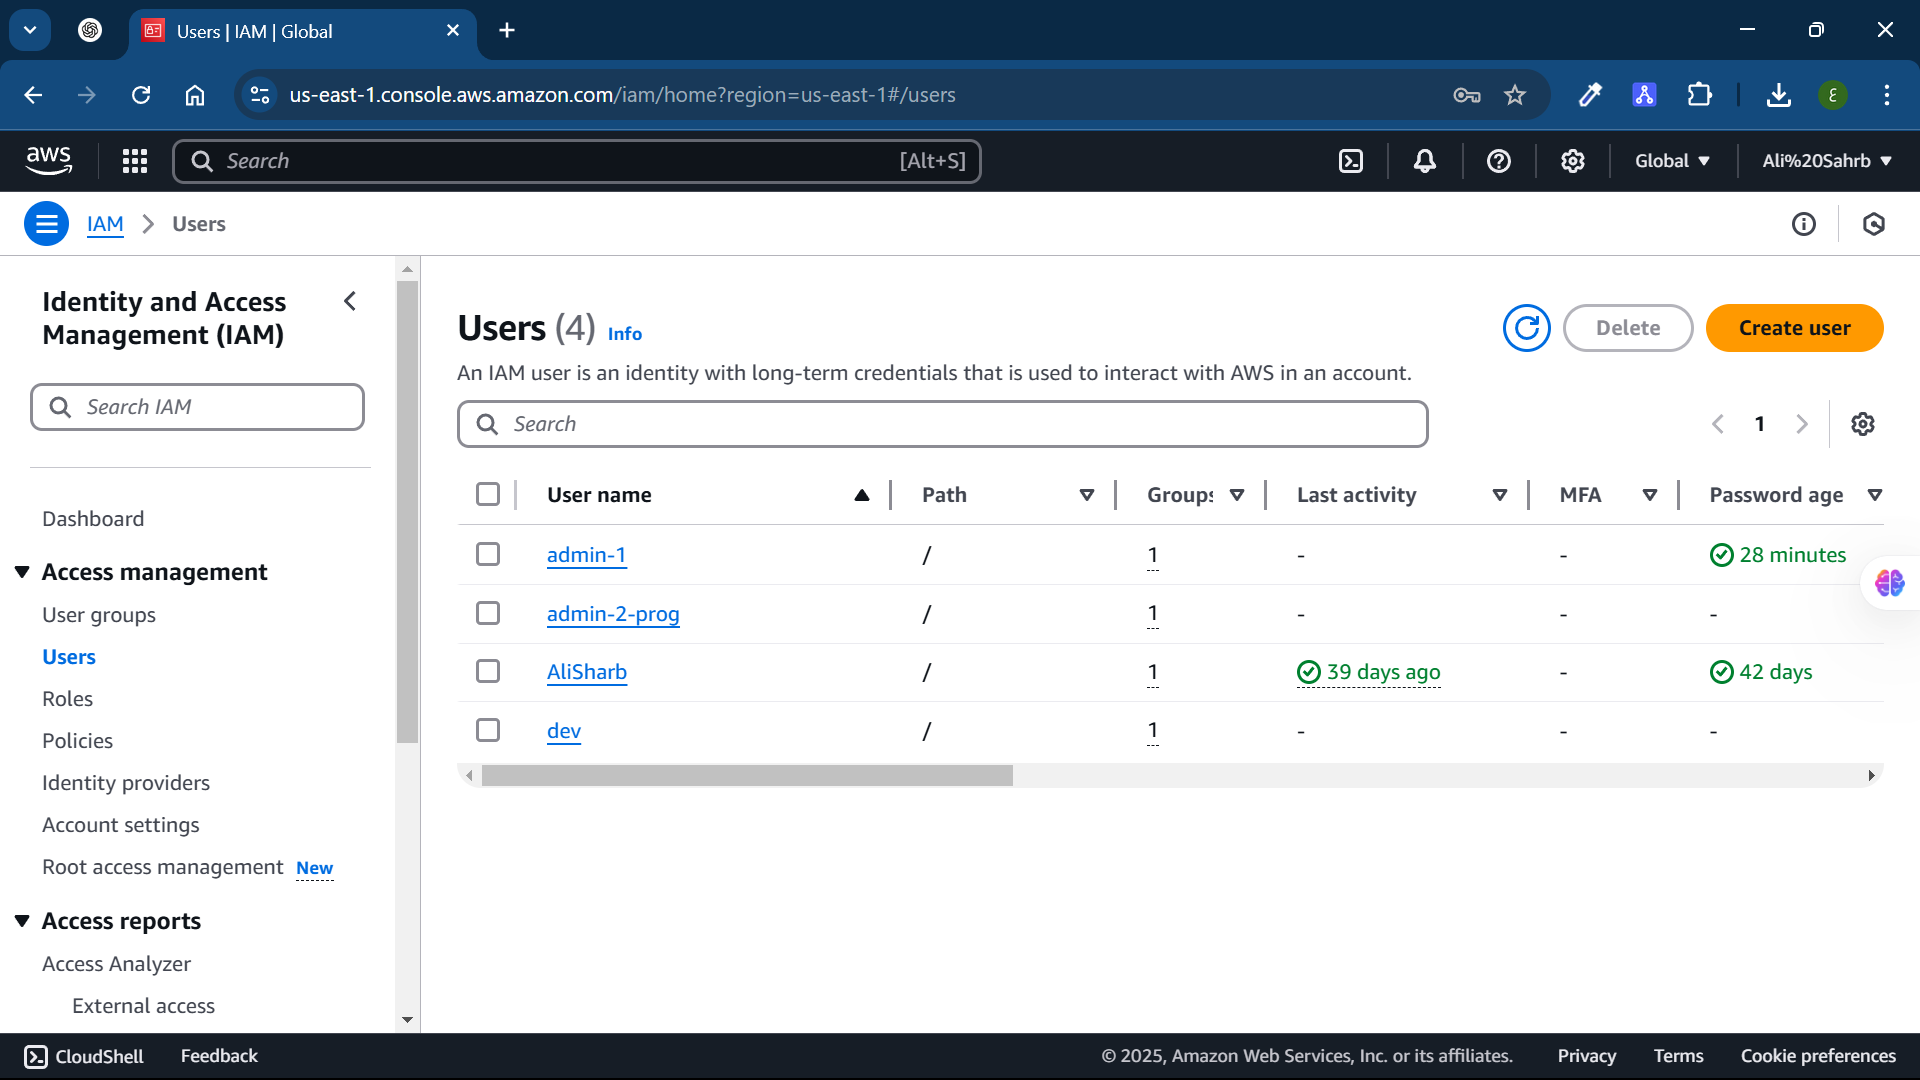 Users | IAM | Global
us-east-1.console.aws.amazon.com/iam/home?region=us-east-1#/users
ε
aws
Search
[Alt+S]
Global
Ali%20Sahrb
IAM
Users
Identity and Access
Management (IAM)
Search IAM
Dashboard
Access management
User groups
Users
Roles
Policies
Identity providers
Account settings
Root access management New
Access reports
Access Analyzer
External access
Users (4) Info
Delete
Create user
An IAM user is an identity with long-term credentials that is used to interact with AWS in an account.
Search
1
User name Path Groups Last activity MFA Password age
admin-1 / 1 - - 28 minutes
admin-2-prog / 1 - - -
AliSharb / 1 39 days ago - 42 days
dev / 1 - - -
CloudShell Feedback © 2025, Amazon Web Services, Inc. or its affiliates. Privacy Terms Cookie preferences